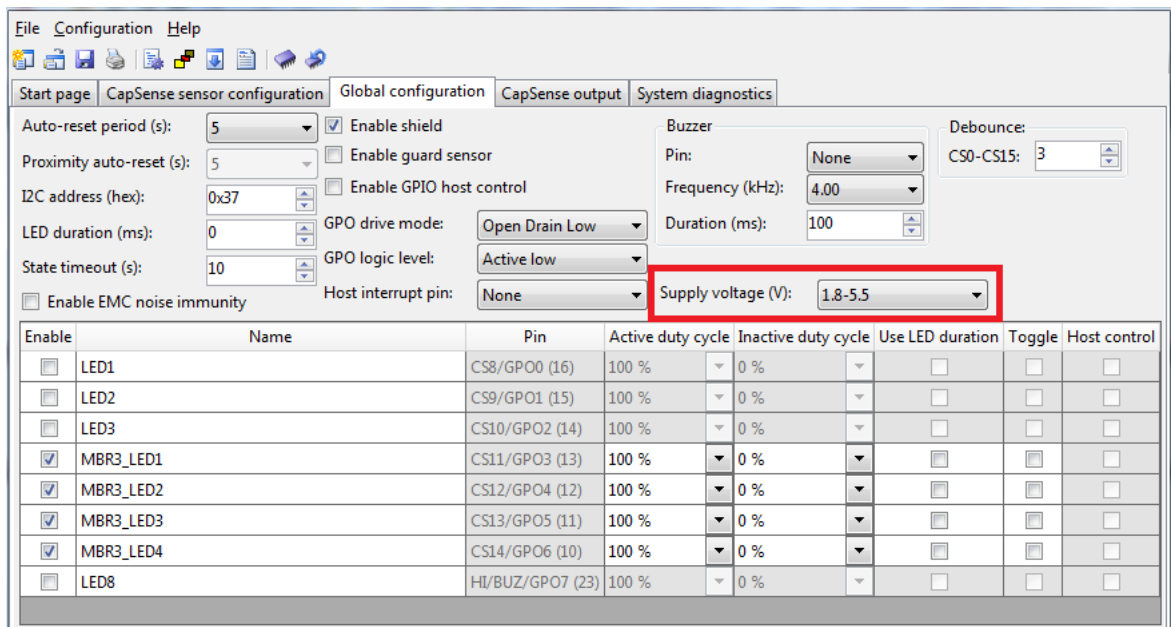 File Configuration Help
Start page CapSense sensor configuration Global configuration CapSense output System diagnostics
Auto-reset period (s): 5
Proximity auto-reset (s): 5
I2C address (hex): 0x37
LED duration (ms): 0
State timeout (s): 10
Enable EMC noise immunity
Enable shield
Enable guard sensor
Enable GPIO host control
GPO drive mode: Open Drain Low
GPO logic level: Active low
Host interrupt pin: None
Buzzer
Pin: None
Frequency (kHz): 4.00
Duration (ms): 100
Supply voltage (V): 1.8-5.5
Debounce:
CS0-CS15: 3
Enable Name Pin Active duty cycle Inactive duty cycle Use LED duration Toggle Host control
LED1 CS8/GPO0 (16) 100 % 0 %
LED2 CS9/GPO1 (15) 100 % 0 %
LED3 CS10/GPO2 (14) 100 % 0 %
MBR3_LED1 CS11/GPO3 (13) 100 % 0 %
MBR3_LED2 CS12/GPO4 (12) 100 % 0 %
MBR3_LED3 CS13/GPO5 (11) 100 % 0 %
MBR3_LED4 CS14/GPO6 (10) 100 % 0 %
LED8 HI/BUZ/GPO7 (23) 100 % 0 %